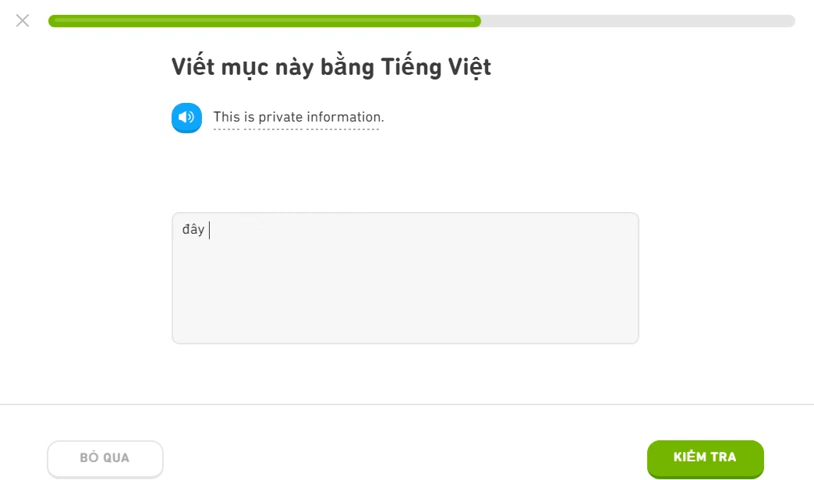 Viết mục này bằng Tiếng Việt
This is private information.
đây
BỎ QUA
KIỂM TRA